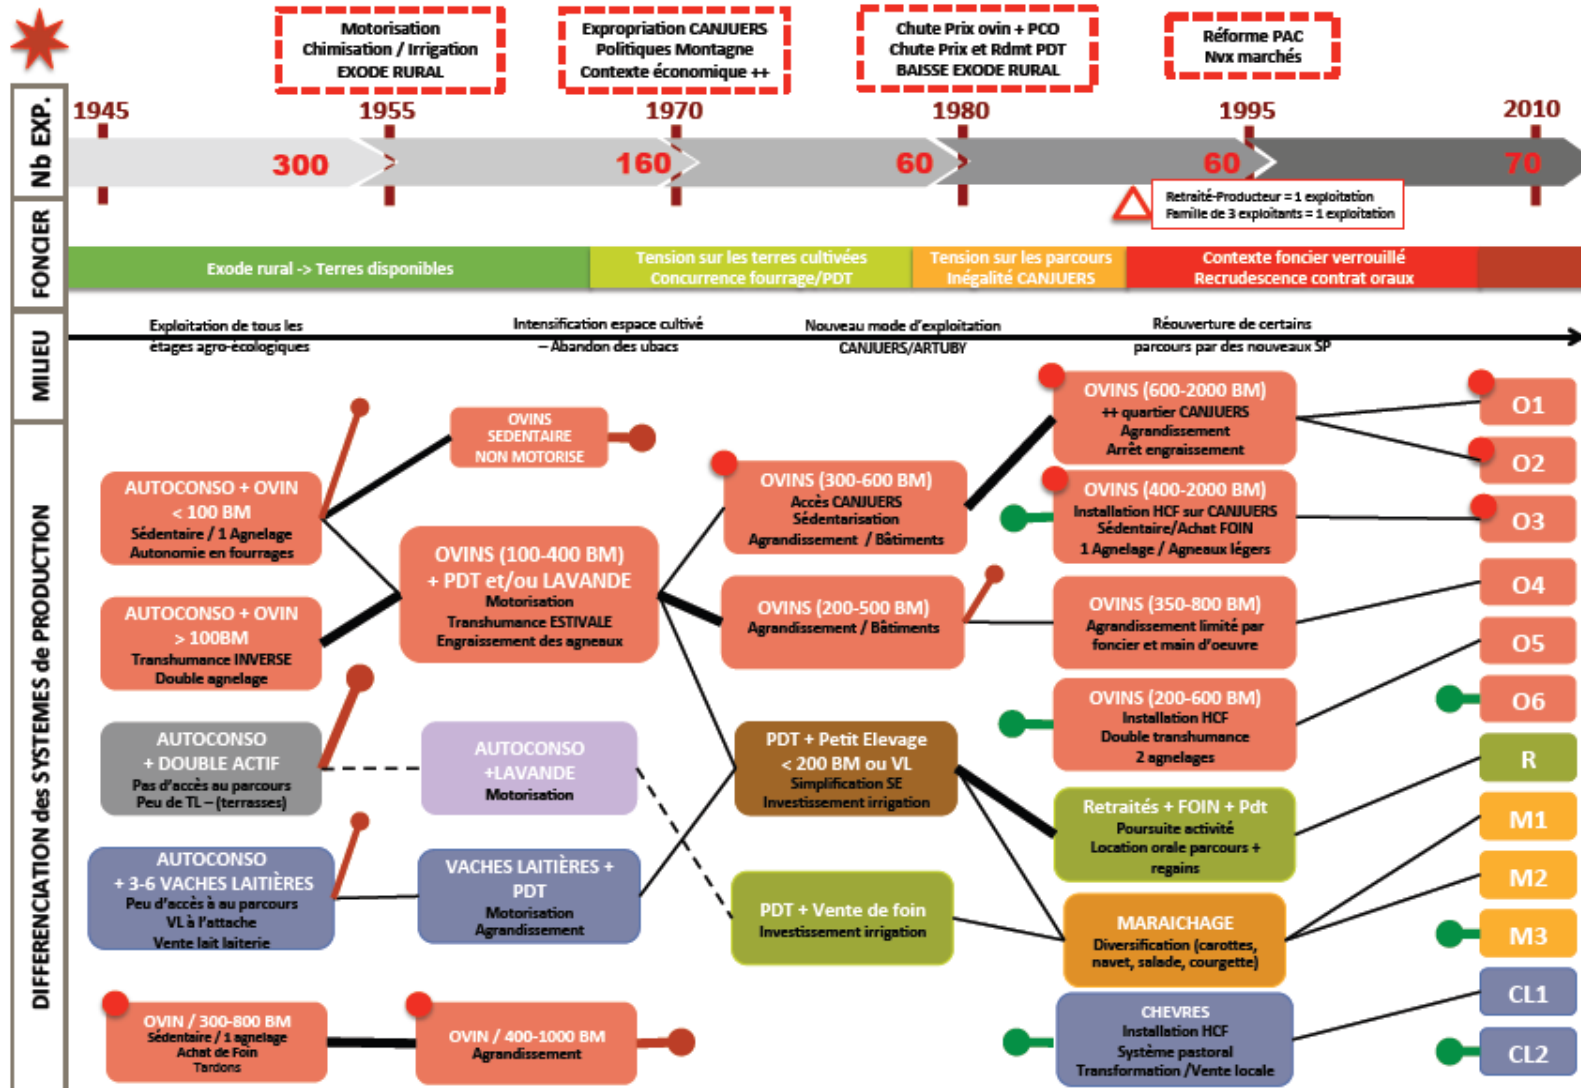 Motorisation
Chimisation / Irrigation
EXODE RURAL
Expropriation CANJUERS
Politiques Montagne
Contexte économique ++
Chute Prix ovin + PCO
Chute Prix et Rdmt PDT
BAISSE EXODE RURAL
Réforme PAC
Nvx marchés
Nb EXP.
1945
1955
1970
1980
1995
2010
300
160
60
60
70
Retraité-Producteur = 1 exploitation
Famille de 3 exploitants = 1 exploitation
FONCIER
Exode rural -> Terres disponibles
Tension sur les terres cultivées
Concurrence fourrage/PDT
Tension sur les parcours
Inégalité CANJUERS
Contexte foncier verrouillé
Recrudescence contrat oraux
MILIEU
Exploitation de tous les
étages agro-écologiques
Intensification espace cultivé
– Abandon des ubacs
Nouveau mode d'exploitation
CANJUERS/ARTUBY
Réouverture de certains
parcours par des nouveaux SP
DIFFERENCIATION des SYSTEMES de PRODUCTION
AUTOCONSO + OVIN
< 100 BM
Sédentaire / 1 Agnelage
Autonomie en fourrages
AUTOCONSO + OVIN
> 100BM
Transhumance INVERSE
Double agnelage
AUTOCONSO
+ DOUBLE ACTIF
Pas d'accès au parcours
Peu de TL – (terrasses)
AUTOCONSO
+ 3-6 VACHES LAITIÈRES
Peu d'accès à au parcours
VL à l'attache
Vente lait laiterie
OVIN / 300-800 BM
Sédentaire / 1 agnelage
Achat de Foin
Tardons
OVINS
SEDENTAIRE
NON MOTORISE
OVINS (100-400 BM)
+ PDT et/ou LAVANDE
Motorisation
Transhumance ESTIVALE
Engraissement des agneaux
AUTOCONSO
+LAVANDE
Motorisation
VACHES LAITIÈRES +
PDT
Motorisation
Agrandissement
OVIN / 400-1000 BM
Agrandissement
OVINS (300-600 BM)
Accès CANJUERS
Sédentarisation
Agrandissement / Bâtiments
OVINS (200-500 BM)
Agrandissement / Bâtiments
PDT + Petit Elevage
< 200 BM ou VL
Simplification SE
Investissement irrigation
PDT + Vente de foin
Investissement irrigation
OVINS (600-2000 BM)
++ quartier CANJUERS
Agrandissement
Arrêt engraissement
OVINS (400-2000 BM)
Installation HCF sur CANJUERS
Sédentaire/Achat FOIN
1 Agnelage / Agneaux légers
OVINS (350-800 BM)
Agrandissement limité par
foncier et main d'oeuvre
OVINS (200-600 BM)
Installation HCF
Double transhumance
2 agnelages
Retraités + FOIN + Pdt
Poursuite activité
Location orale parcours +
regains
MARAICHAGE
Diversification (carottes,
navet, salade, courgette)
CHEVRES
Installation HCF
Système pastoral
Transformation /Vente locale
O1
O2
O3
O4
O5
O6
R
M1
M2
M3
CL1
CL2